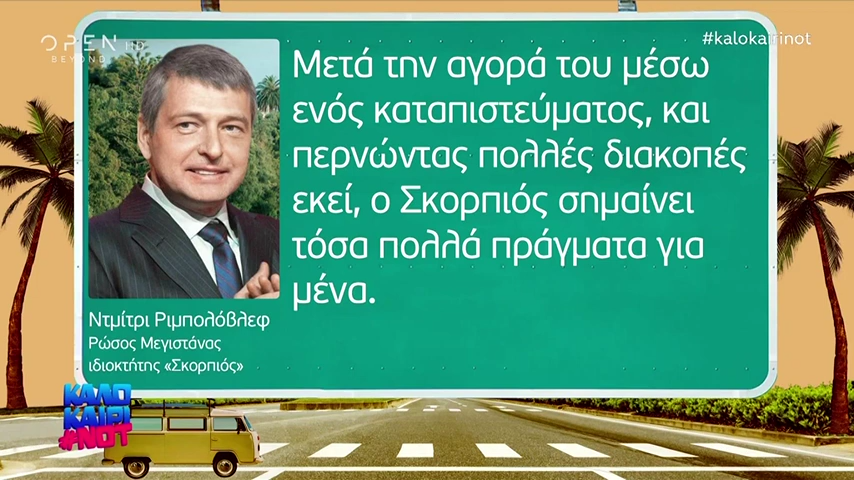 OPEN HD
BEYOND
#kalokairinot
Μετά την αγορά του μέσω
ενός καταπιστεύματος, και
περνώντας πολλές διακοπές
εκεί, ο Σκορπιός σημαίνει
τόσα πολλά πράγματα για
μένα.
Ντμίτρι Ριμπολόβλεφ
Ρώσος Μεγιστάνας
ιδιοκτήτης «Σκορπιός»
ΚΑΛΟ
ΚΑΙΡΙ
#NOT